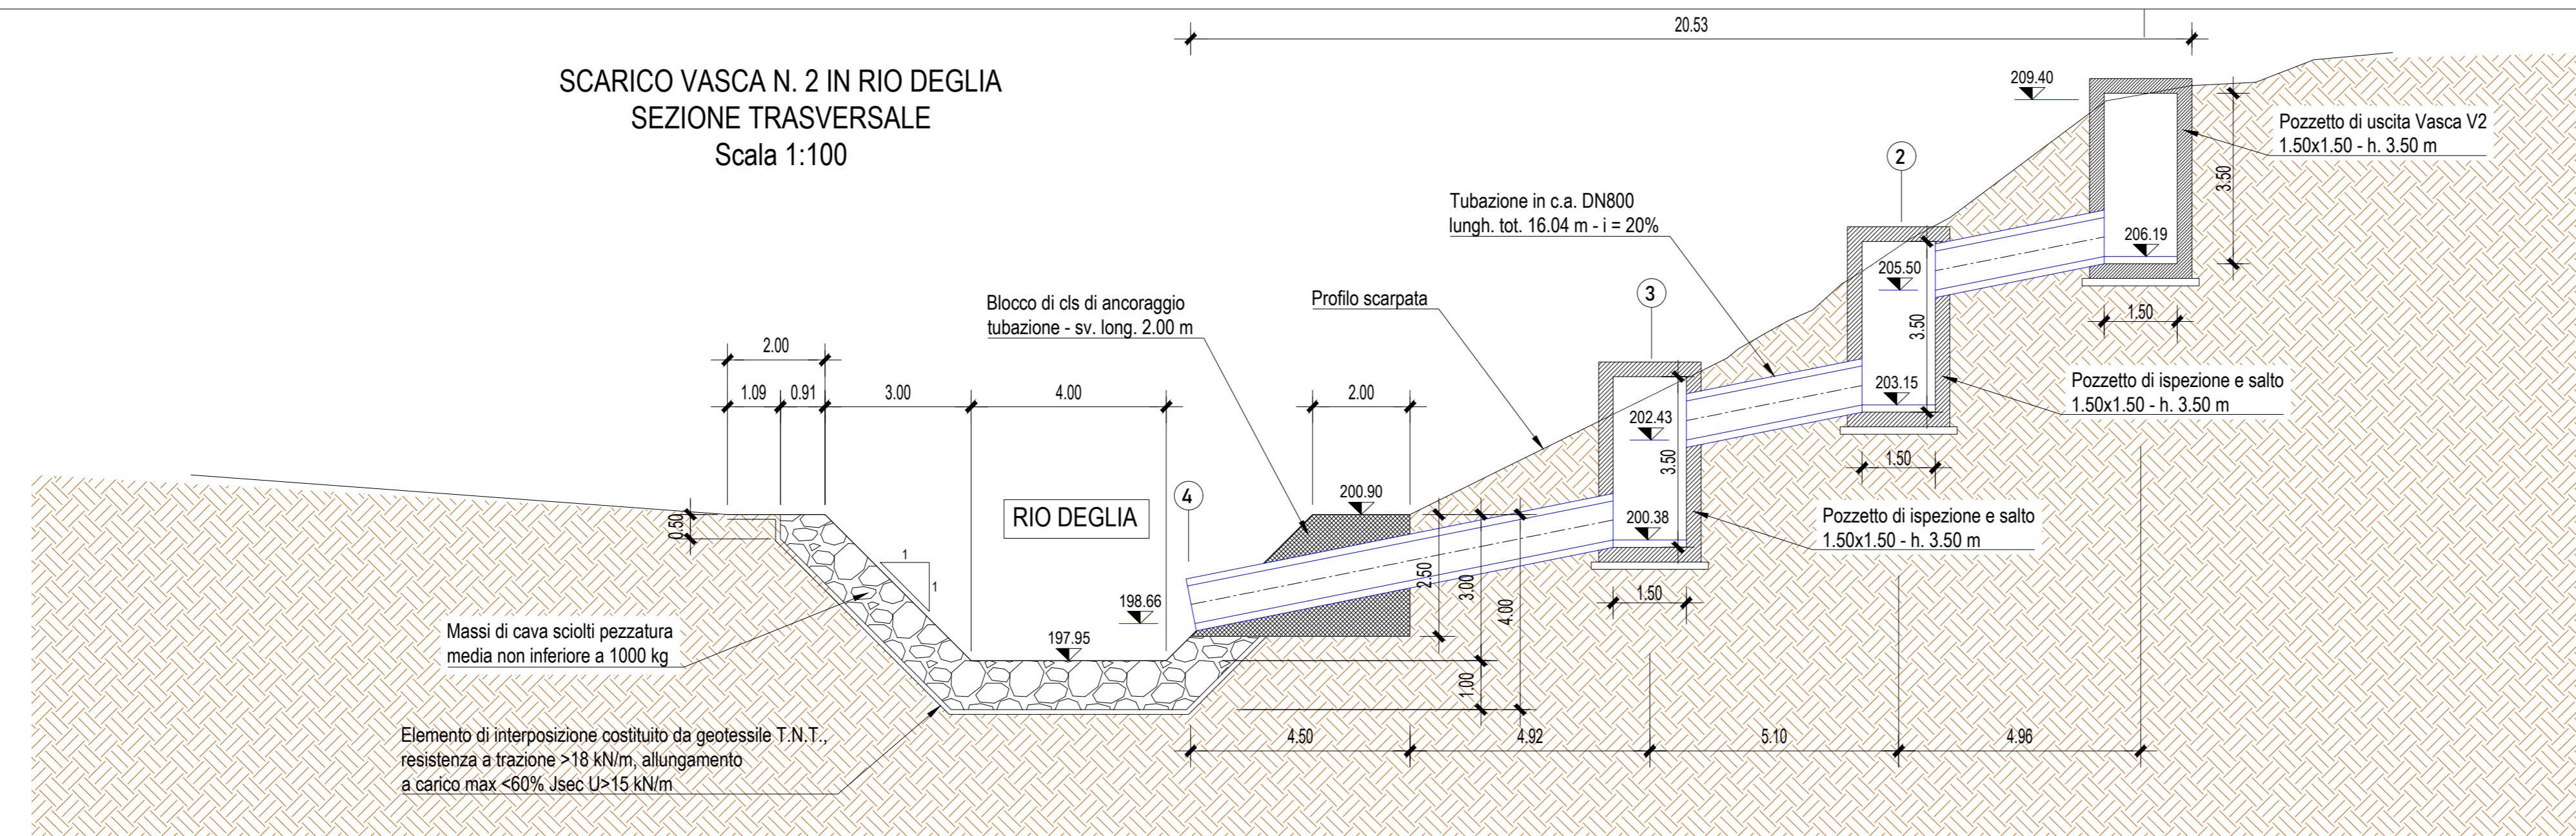 20.53
SCARICO VASCA N. 2 IN RIO DEGLIA
SEZIONE TRASVERSALE
Scala 1:100
209.40
Pozzetto di uscita Vasca V2
1.50x1.50 - h. 3.50 m
3.50
2
Tubazione in c.a. DN800
lungh. tot. 16.04 m - i = 20%
206.19
205.50
3.50
1.50
3
Profilo scarpata
Blocco di cls di ancoraggio
tubazione - sv. long. 2.00 m
2.00
1.09
0.91
3.00
4.00
2.00
203.15
Pozzetto di ispezione e salto
1.50x1.50 - h. 3.50 m
202.43
3.50
1.50
4
200.90
RIO DEGLIA
0.50
200.38
Pozzetto di ispezione e salto
1.50x1.50 - h. 3.50 m
1
1
2.50
3.00
4.00
1.50
198.66
Massi di cava sciolti pezzatura
media non inferiore a 1000 kg
197.95
1.00
Elemento di interposizione costituito da geotessile T.N.T.,
resistenza a trazione >18 kN/m, allungamento
a carico max <60% Jsec U>15 kN/m
4.50
4.92
5.10
4.96